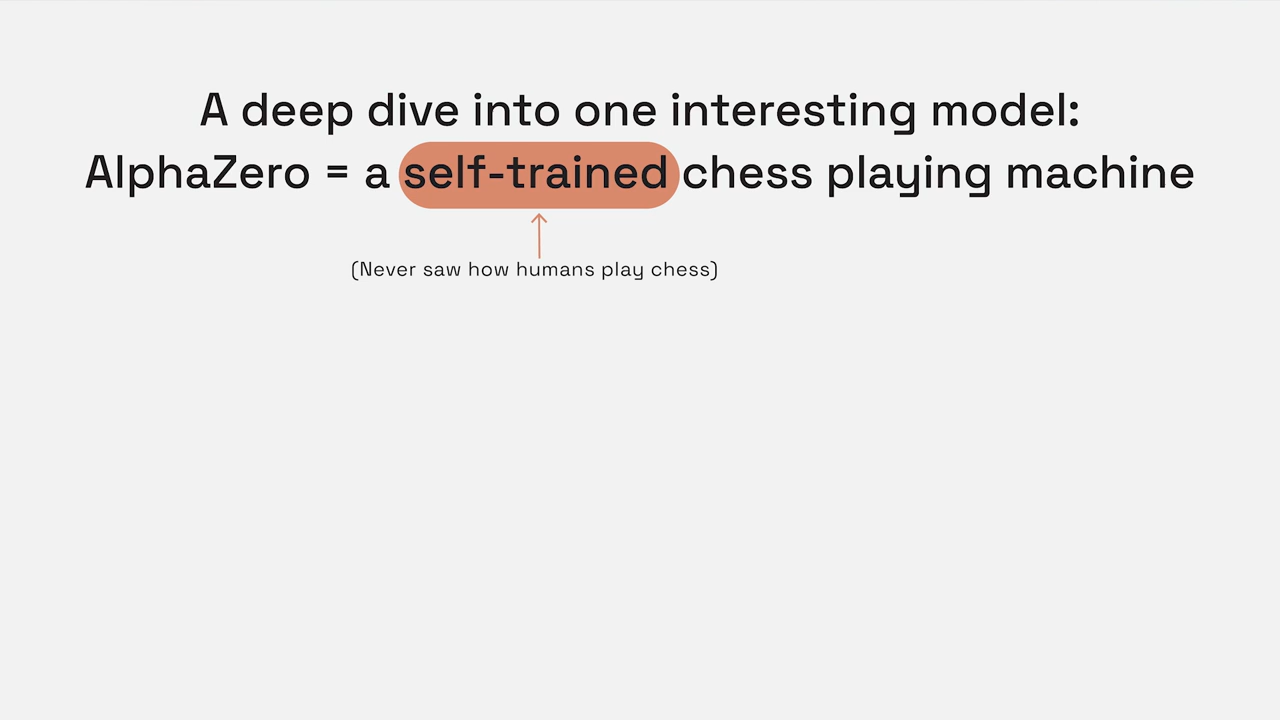 A deep dive into one interesting model:
AlphaZero = a self-trained chess playing machine
(Never saw how humans play chess)